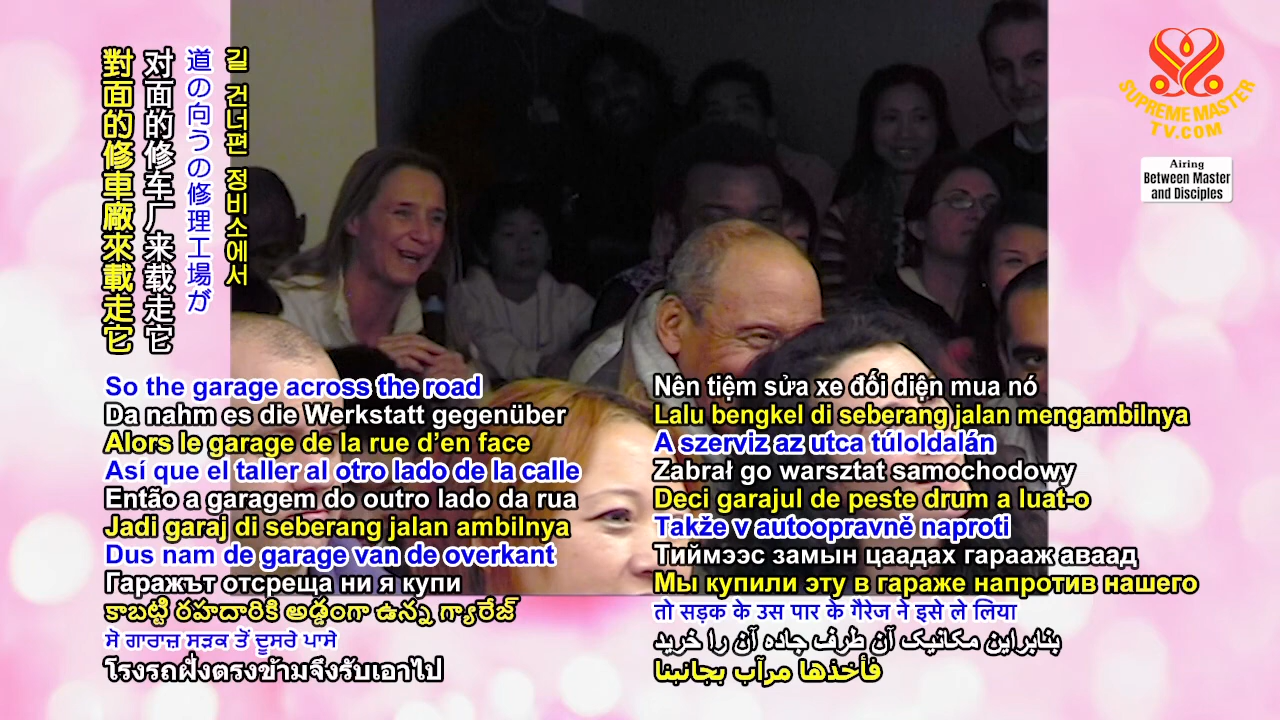 對面的修車廠來載走它
对面的修车厂来载走它
道の向うの修理工場が
길 건너편 정비소에서
SUPREME MASTER
TV.COM
Airing
Between Master
and Disciples
So the garage across the road
Da nahm es die Werkstatt gegenüber
Alors le garage de la rue d’en face
Así que el taller al otro lado de la calle
Então a garagem do outro lado da rua
Jadi garaj di seberang jalan ambilnya
Dus nam de garage van de overkant
Гаражът отсреща ни я купи
కాబట్టి రహదారికి అడ్డంగా ఉన్న గ్యారేజ్
ਸੋ ਗਾਰਾਜ਼ ਸੜਕ ਤੋਂ ਦੂਸਰੇ ਪਾਸੇ
โรงรถฝั่งตรงข้ามจึงรับเอาไป
Nên tiệm sửa xe đối diện mua nó
Lalu bengkel di seberang jalan mengambilnya
A szerviz az utca túloldalán
Zabrał go warsztat samochodowy
Deci garajul de peste drum a luat-o
Takže v autoopravně naproti
Тиймээс замын цаадах гарааж аваад
Мы купили эту в гараже напротив нашего
तो सड़क के उस पार के गैरेज ने इसे ले लिया
بنابراین مکانیک آن طرف جاده آن را خرید
فأخذها مرآب بجانبنا